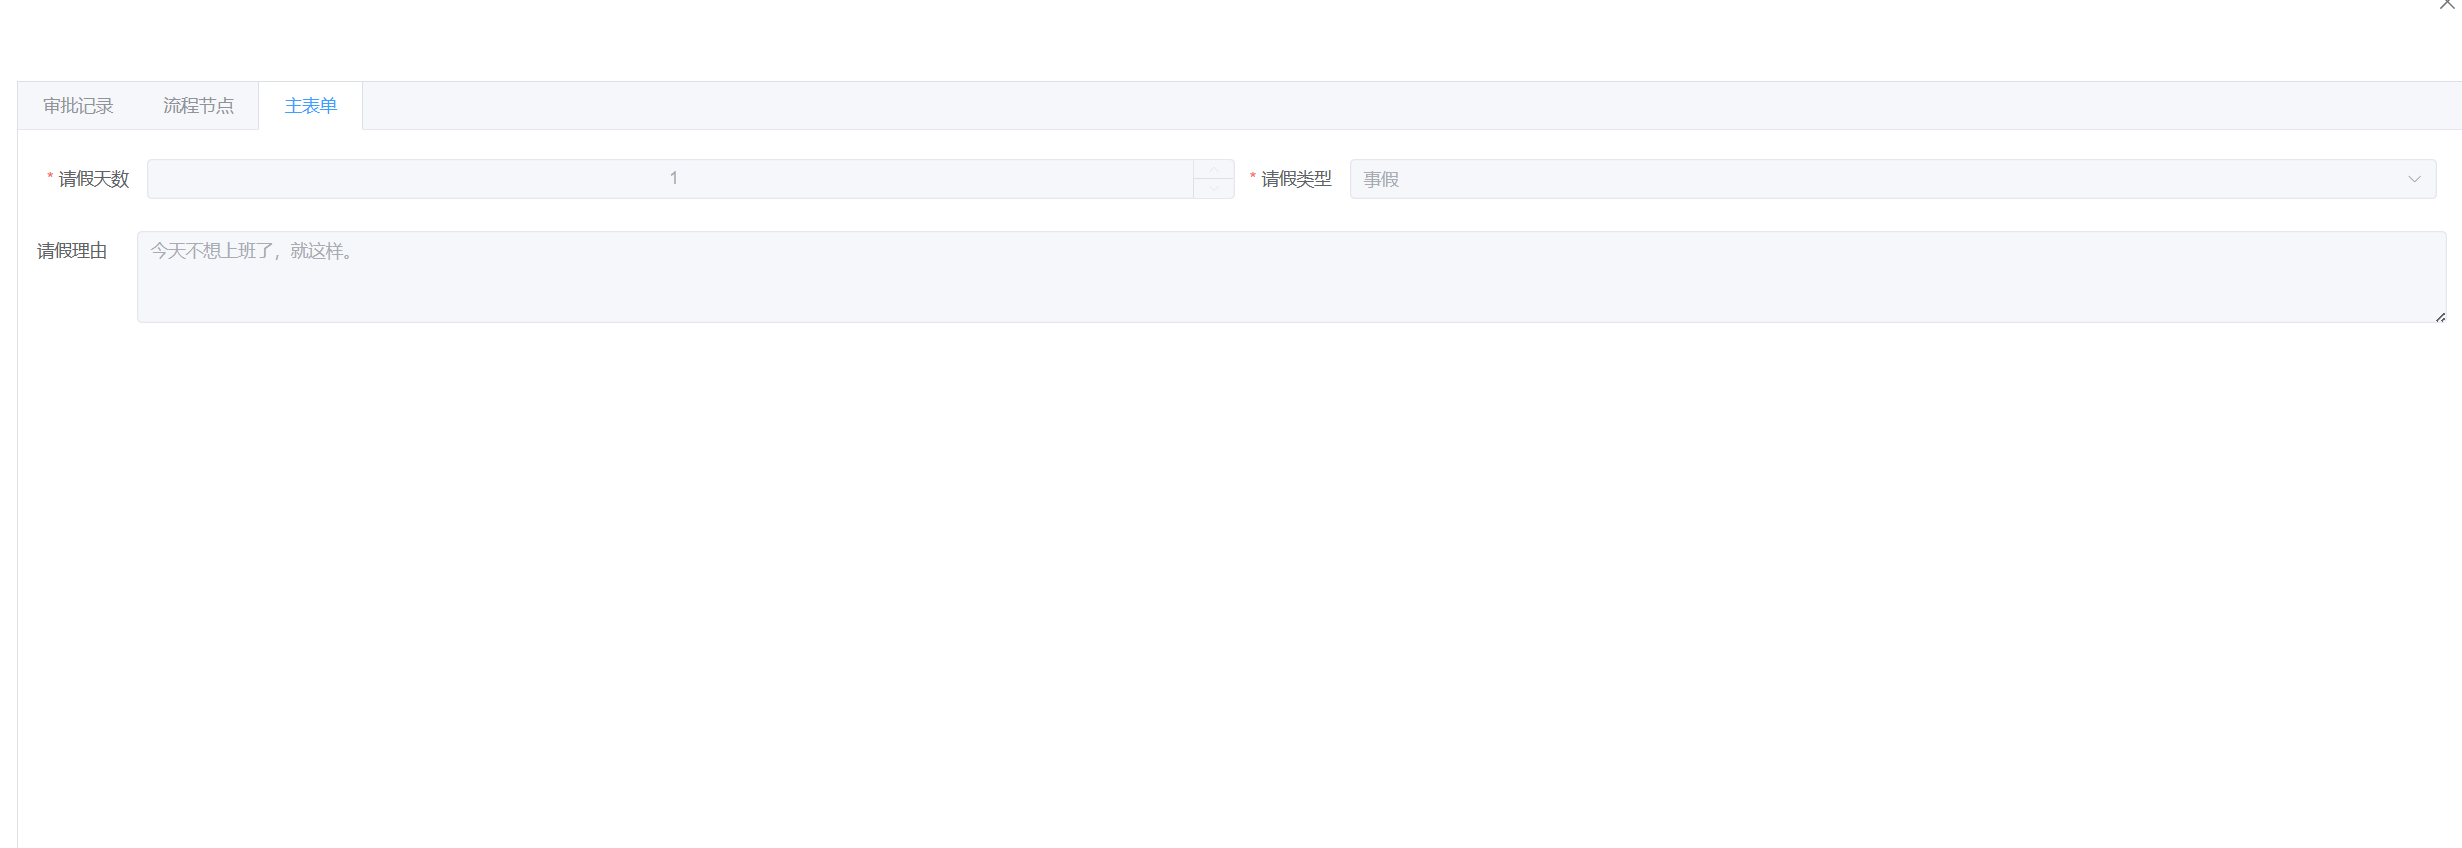 审批记录 流程节点 主表单
* 请假天数 1 * 请假类型 事假
请假理由 今天不想上班了，就这样。